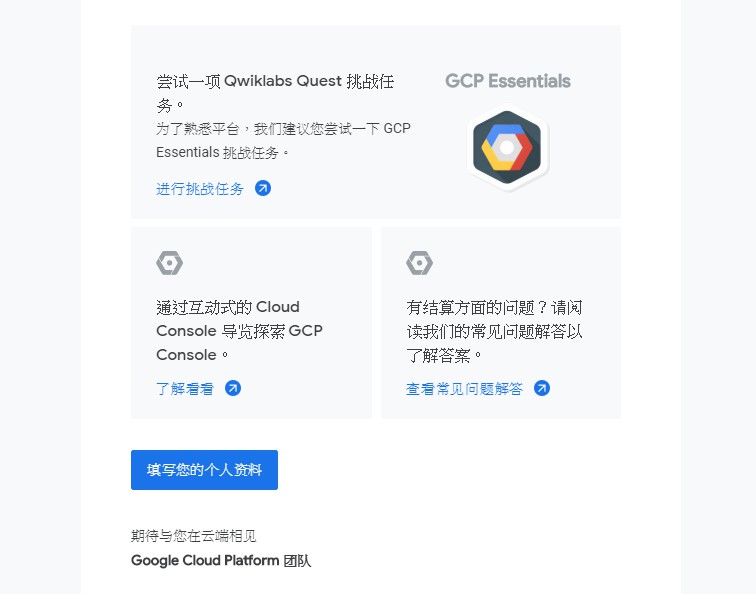 尝试一项 Qwiklabs Quest 挑战任
务。
为了熟悉平台，我们建议您尝试一下 GCP
Essentials 挑战任务。
进行挑战任务
GCP Essentials
通过互动式的 Cloud
Console 导览探索 GCP
Console。
了解看看
有结算方面的问题？请阅
读我们的常见问题解答以
了解答案。
查看常见问题解答
填写您的个人资料
期待与您在云端相见
Google Cloud Platform 团队